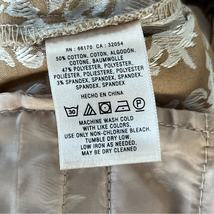 RN : 66170 CA : 32054
50% COTTON, COTON, ALGODÓN,
COTONE, BAUMWOLLE
47% POLYESTER, POLYESTER,
POLIÉSTER, POLIESTERE, POLYESTER
3% SPANDEX, SPANDEX, SPANDEX,
SPANDEX, SPANDEX
HECHO EN CHINA
30
MACHINE WASH COLD
WITH LIKE COLORS.
USE ONLY NON-CHLORINE BLEACH.
TUMBLE DRY LOW.
LOW IRON AS NEEDED.
MAY BE DRY CLEANED.